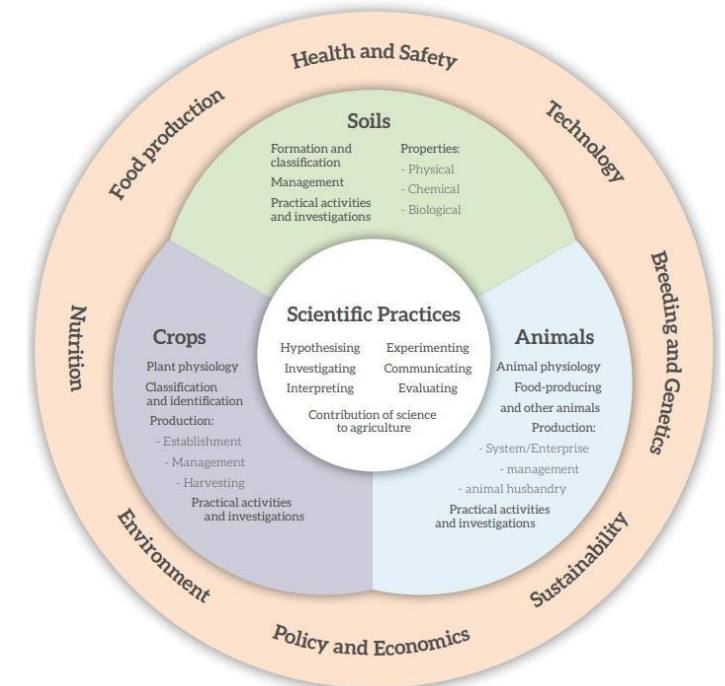 Health and Safety
Technology
Breeding and Genetics
Sustainability
Policy and Economics
Environment
Nutrition
Food production
Soils
Formation and
classification
Management
Practical activities
and investigations
Properties:
- Physical
- Chemical
- Biological
Scientific Practices
Hypothesising
Experimenting
Investigating
Communicating
Interpreting
Evaluating
Contribution of science
to agriculture
Crops
Plant physiology
Classification
and identification
Production:
- Establishment
- Management
- Harvesting
Practical activities
and investigations
Animals
Animal physiology
Food-producing
and other animals
Production:
- System/Enterprise
- management
- animal husbandry
Practical activities
and investigations